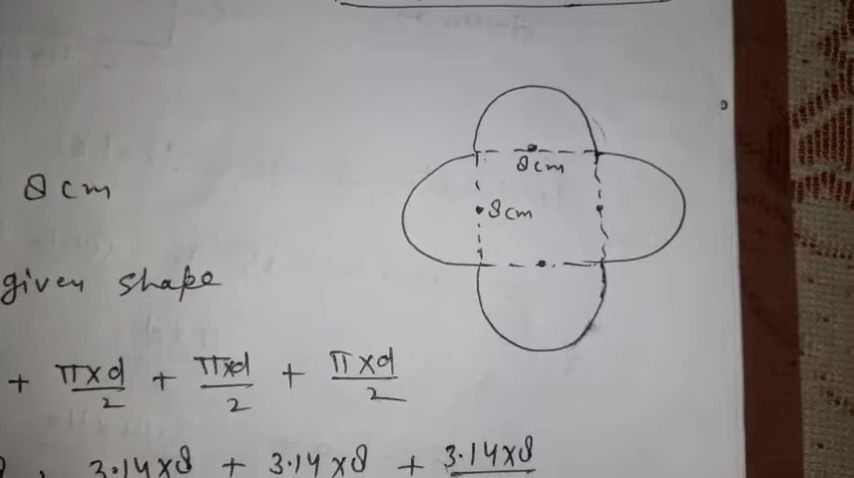 8cm
8cm
8cm
given shape
+ π×d/2 + π×d/2 + π×d/2
3.14×8 + 3.14×8 + 3.14×8